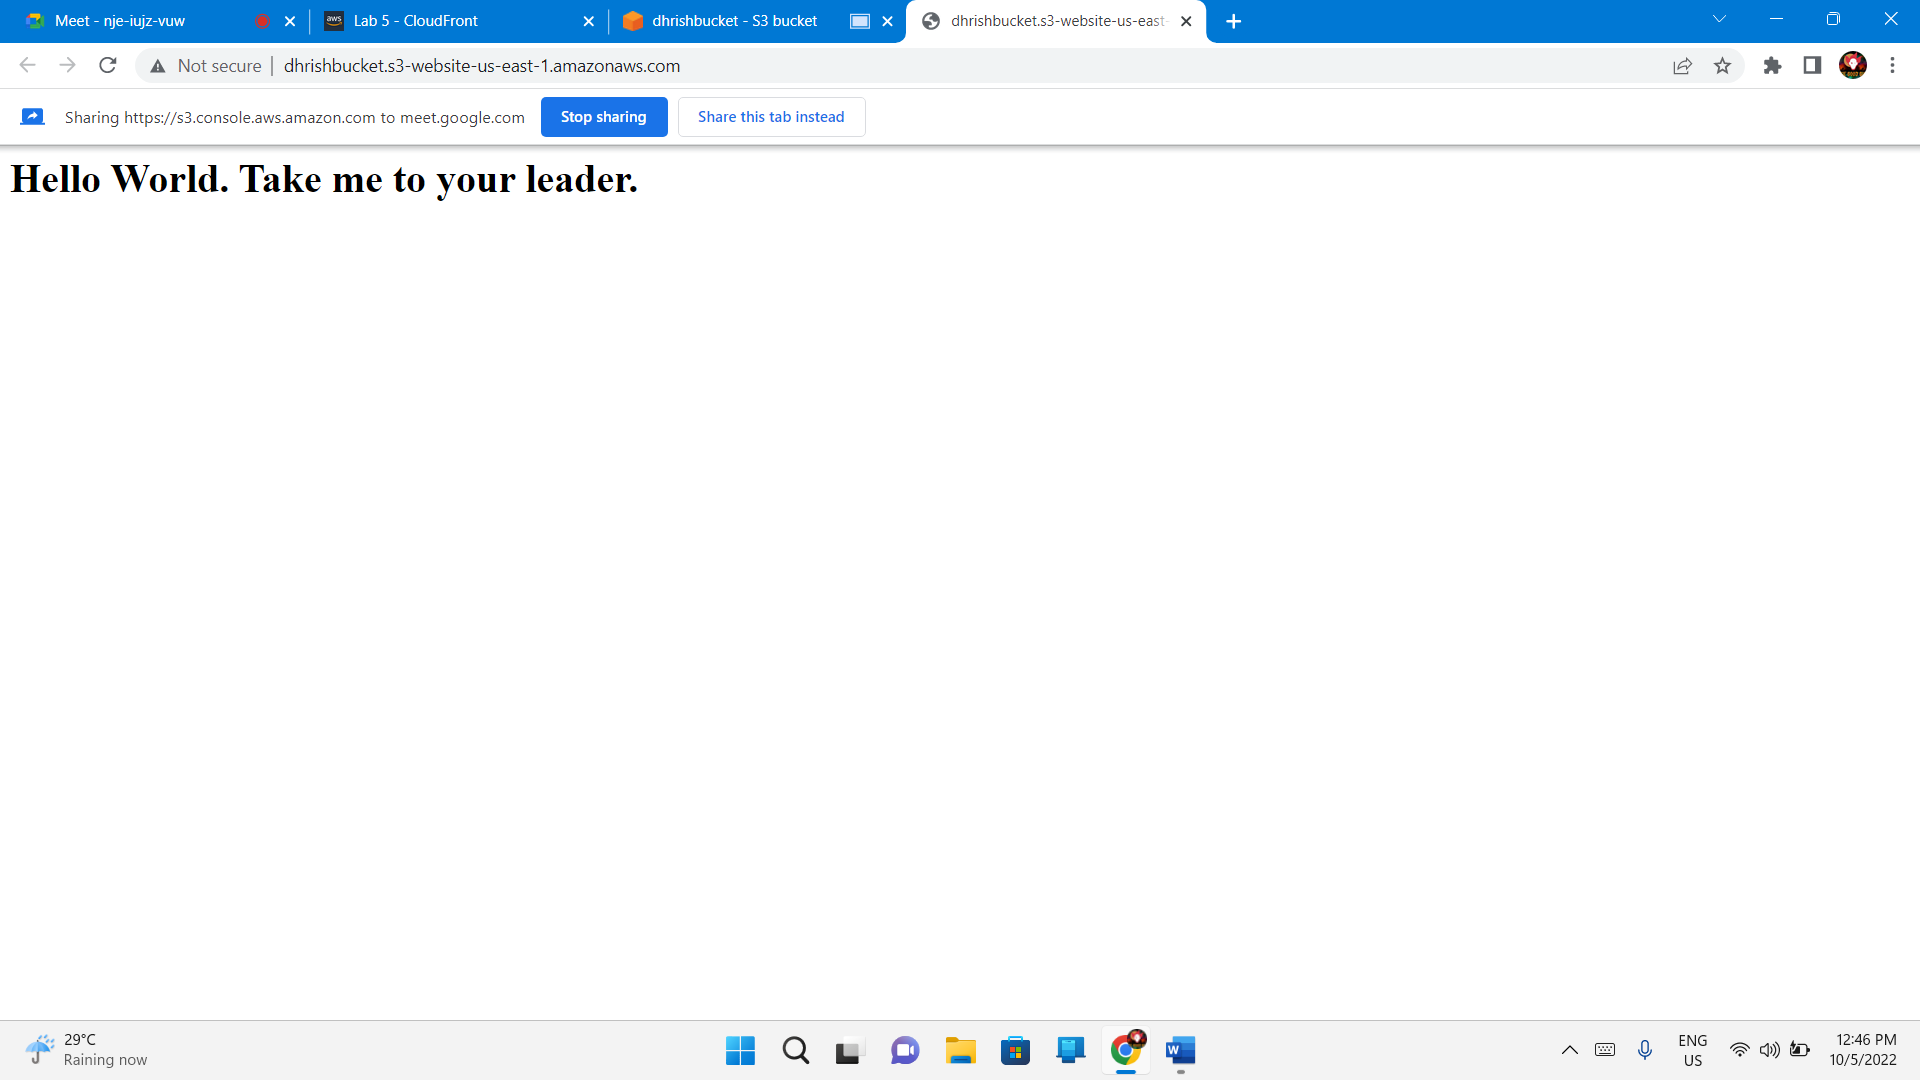 Meet - nje-iujz-vuw
aws Lab 5 - CloudFront
dhrishbucket - S3 bucket
dhrishbucket.s3-website-us-east-
Not secure | dhrishbucket.s3-website-us-east-1.amazonaws.com
Sharing https://s3.console.aws.amazon.com to meet.google.com Stop sharing Share this tab instead
Hello World. Take me to your leader.
29°C
Raining now
W
ENG
US
12:46 PM
10/5/2022